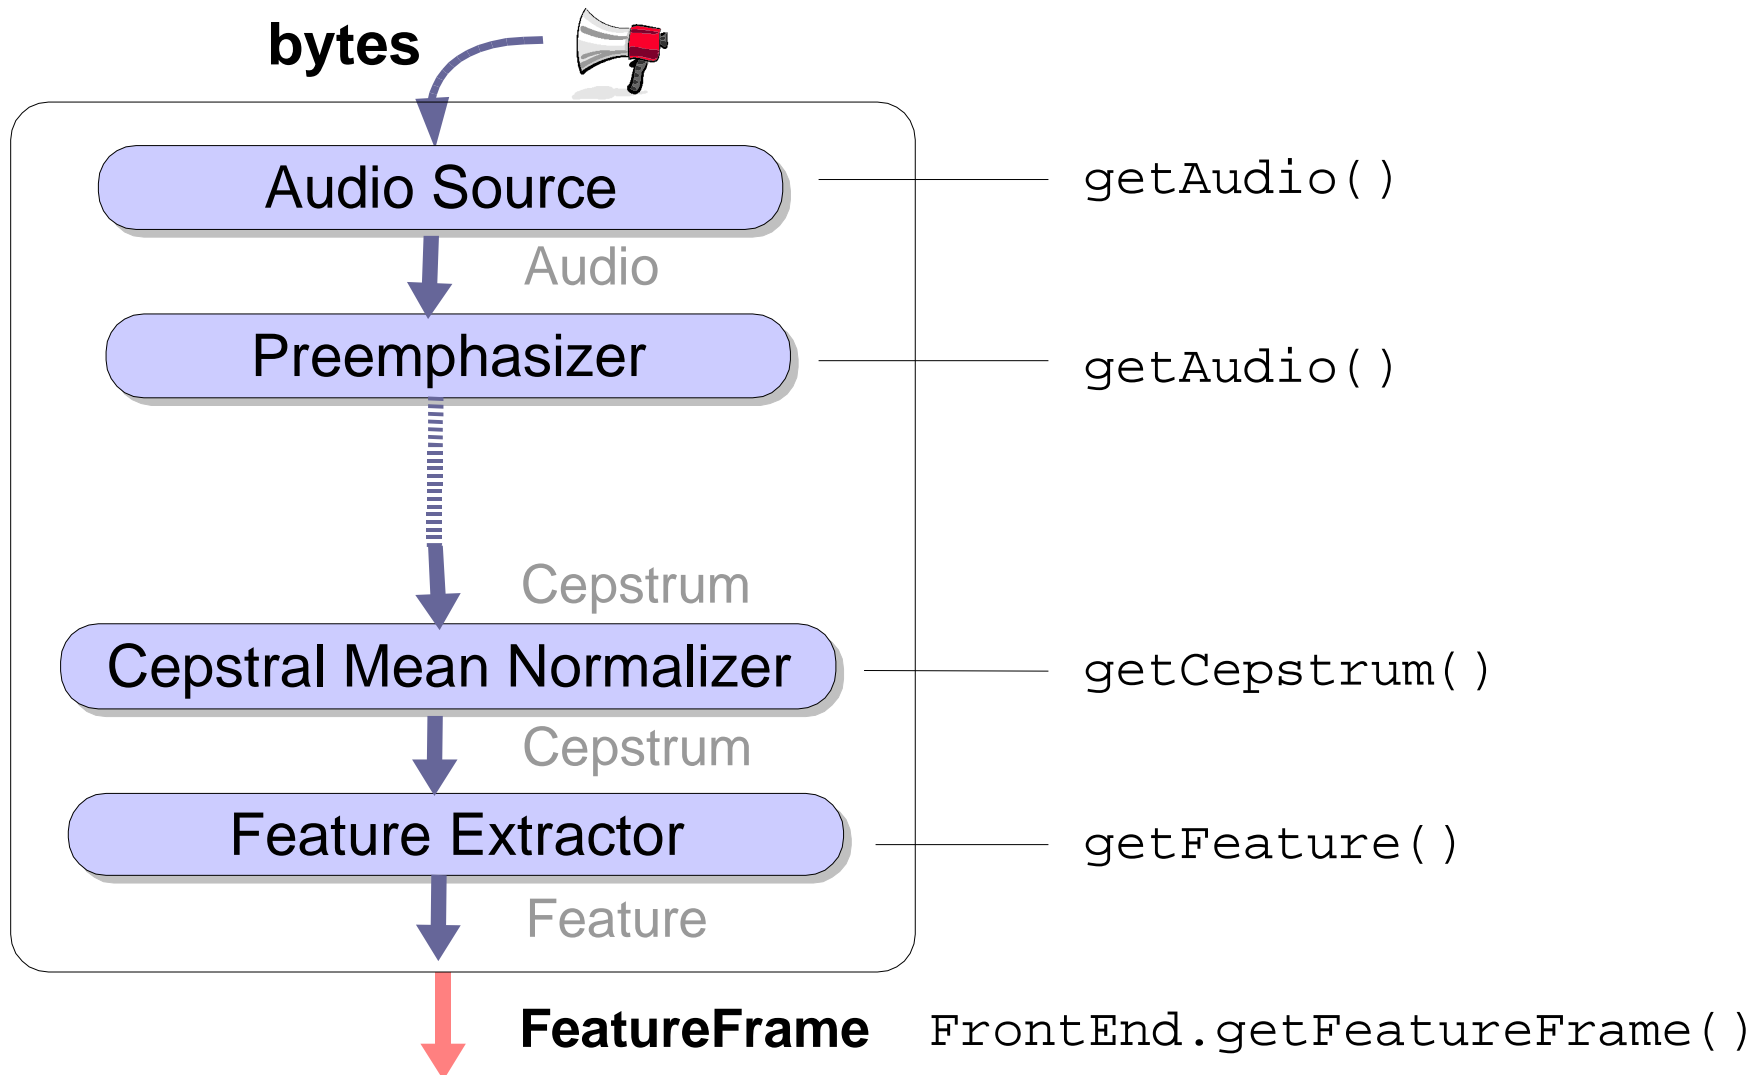 bytes
Audio Source
getAudio()
Audio
Preemphasizer
getAudio()
Cepstrum
Cepstral Mean Normalizer
getCepstrum()
Cepstrum
Feature Extractor
getFeature()
Feature
FeatureFrame
FrontEnd.getFeatureFrame()